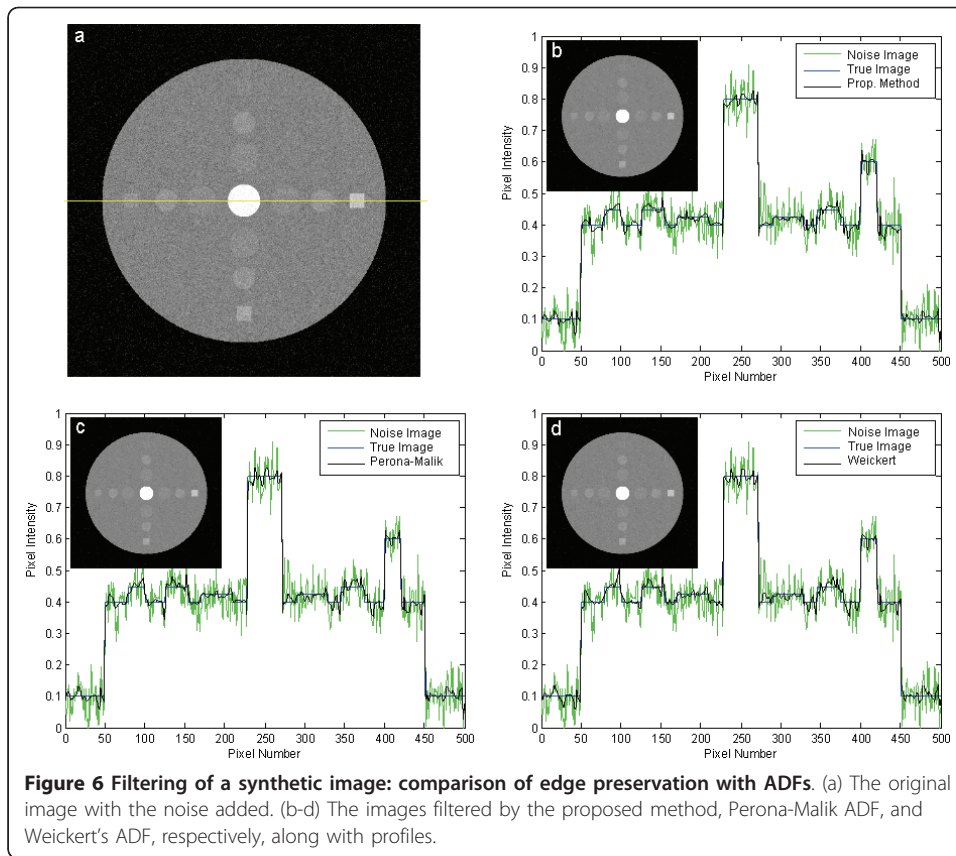 a
b
1
0.9
0.8
0.7
0.6
0.5
0.4
0.3
0.2
0.1
0
Pixel Intensity
Noise Image
True Image
Prop. Method
0 50 100 150 200 250 300 350 400 450 500
Pixel Number
c
1
0.9
0.8
0.7
0.6
0.5
0.4
0.3
0.2
0.1
0
Pixel Intensity
Noise Image
True Image
Perona-Malik
0 50 100 150 200 250 300 350 400 450 500
Pixel Number
d
1
0.9
0.8
0.7
0.6
0.5
0.4
0.3
0.2
0.1
0
Pixel Intensity
Noise Image
True Image
Weickert
0 50 100 150 200 250 300 350 400 450 500
Pixel Number
Figure 6 Filtering of a synthetic image: comparison of edge preservation with ADFs. (a) The original
image with the noise added. (b-d) The images filtered by the proposed method, Perona-Malik ADF, and
Weickert's ADF, respectively, along with profiles.